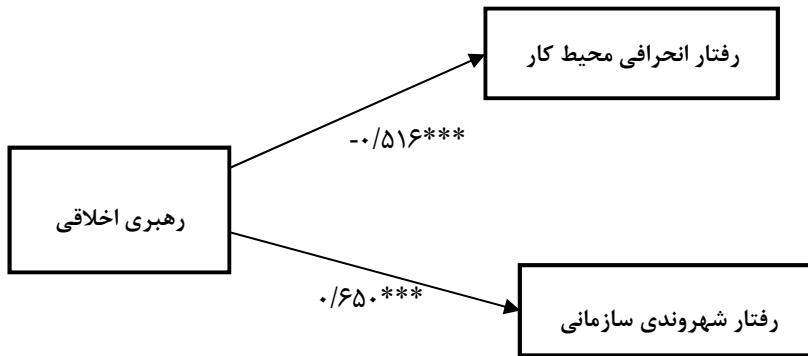 رفتار انحرافی محیط کار
-۰/۵۱۶***
رهبری اخلاقی
۰/۶۵۰***
رفتار شهروندی سازمانی